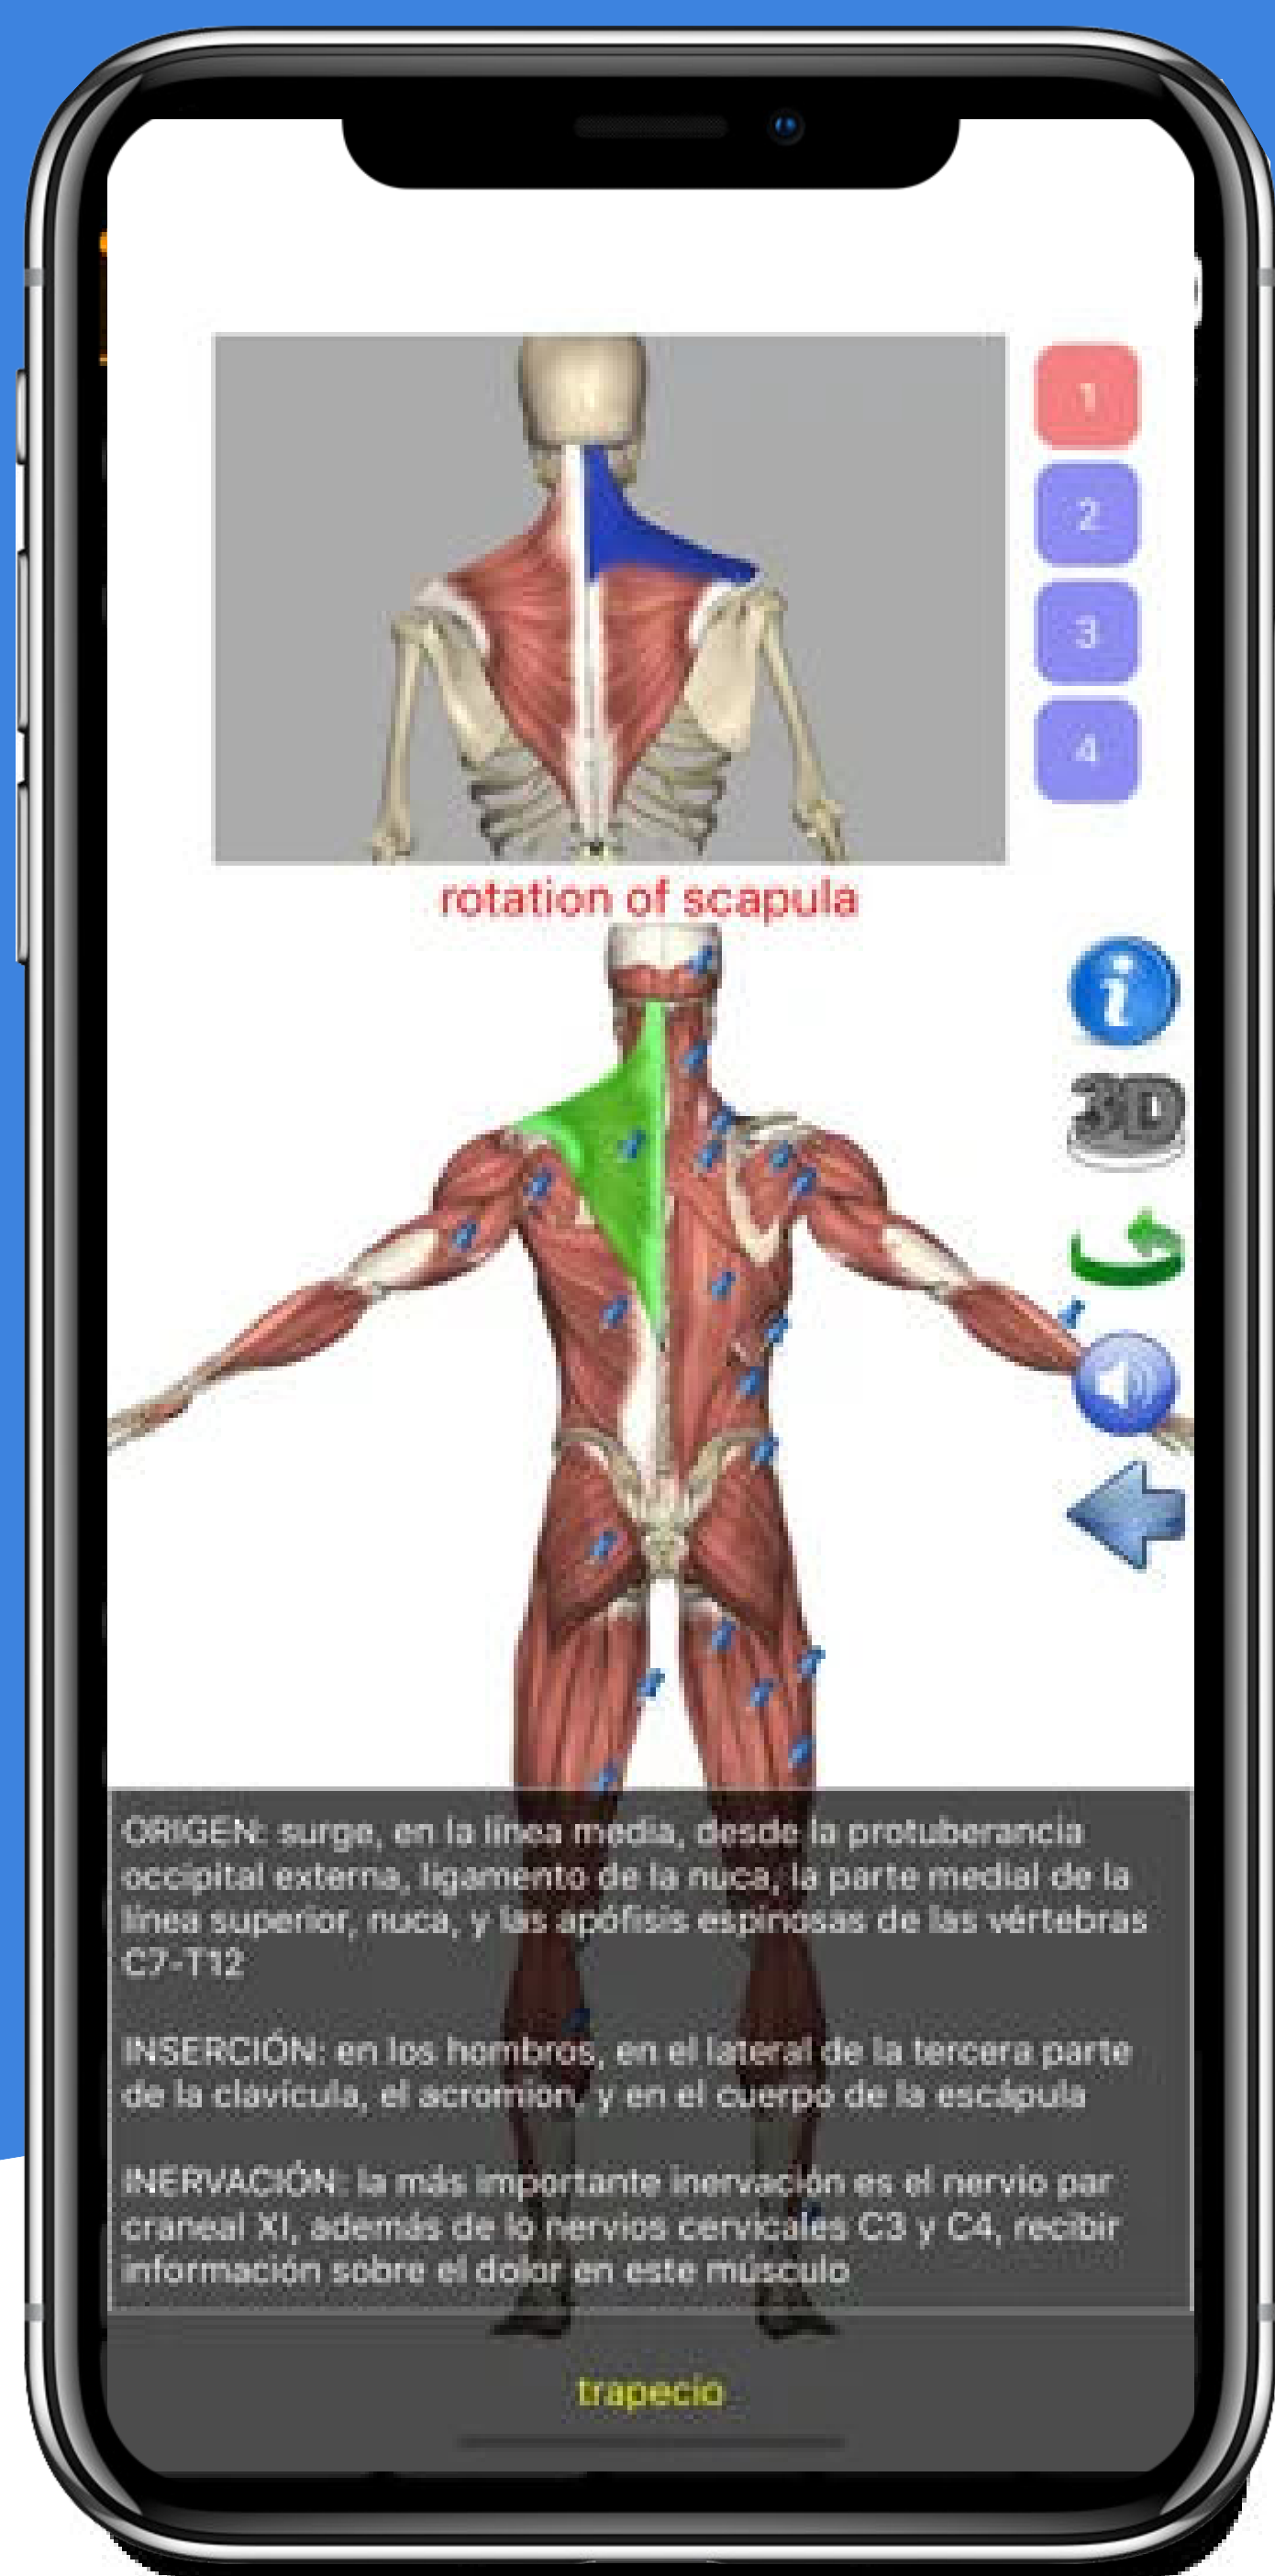 1
2
3
4
rotation of scapula
i
3D
ORIGEN: surge, en la línea media, desde la protuberancia
occipital externa, ligamento de la nuca, la parte medial de la
línea superior, nuca, y las apófisis espinosas de las vértebras
C7-T12
INSERCIÓN: en los hombros, en el lateral de la tercera parte
de la clavícula, el acromion, y en el cuerpo de la escápula
INERVACIÓN: la más importante inervación es el nervio par
craneal XI, además de lo nervios cervicales C3 y C4, recibir
información sobre el dolor en este músculo
trapecio